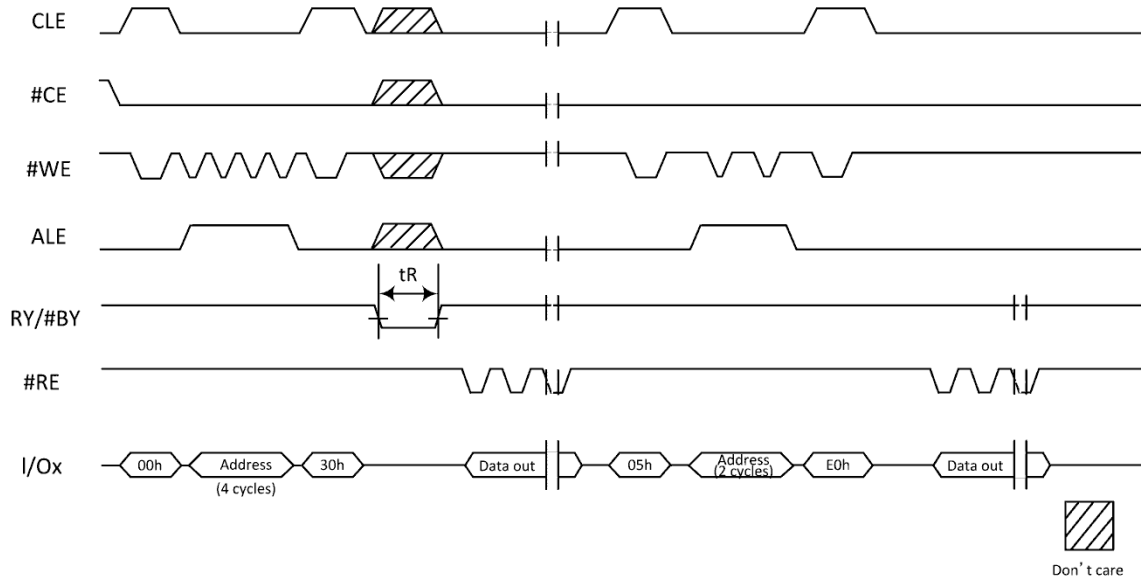 CLE
#CE
#WE
ALE
tR
RY/#BY
#RE
I/Ox
00h
Address
(4 cycles)
30h
Data out
05h
Address
(2 cycles)
E0h
Data out
Don't care